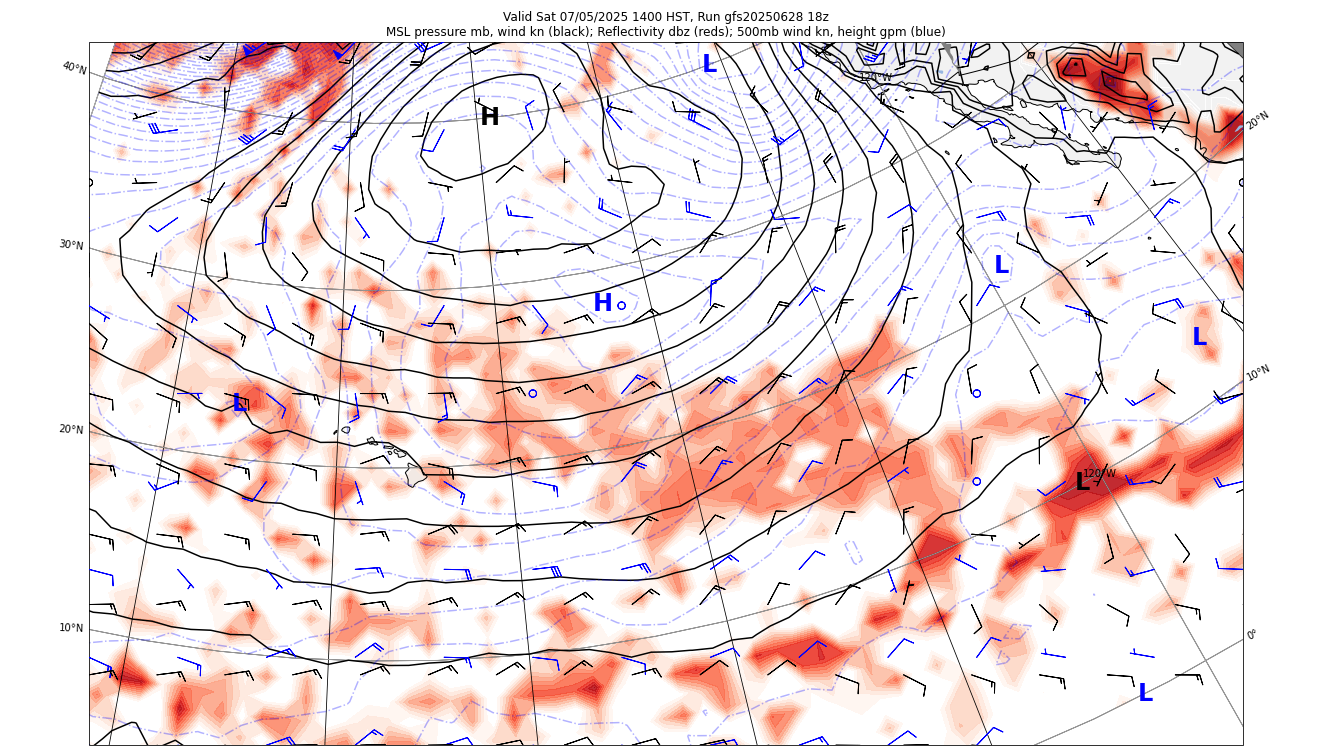 Valid Sat 07/05/2025 1400 HST, Run gfs20250628 18z
MSL pressure mb, wind kn (black); Reflectivity dbz (reds); 500mb wind kn, height gpm (blue)
40°N
L
120°W
H
20°N
30°N
L
H
L
10°N
L
20°N
L
120°W
10°N
0°
L